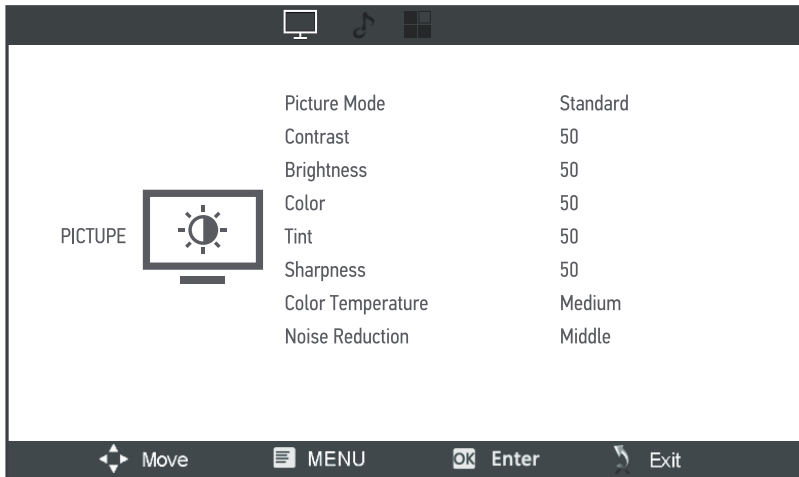 Picture Mode Standard
Contrast 50
Brightness 50
Color 50
PICTUPE Tint 50
Sharpness 50
Color Temperature Medium
Noise Reduction Middle
Move MENU OK Enter Exit